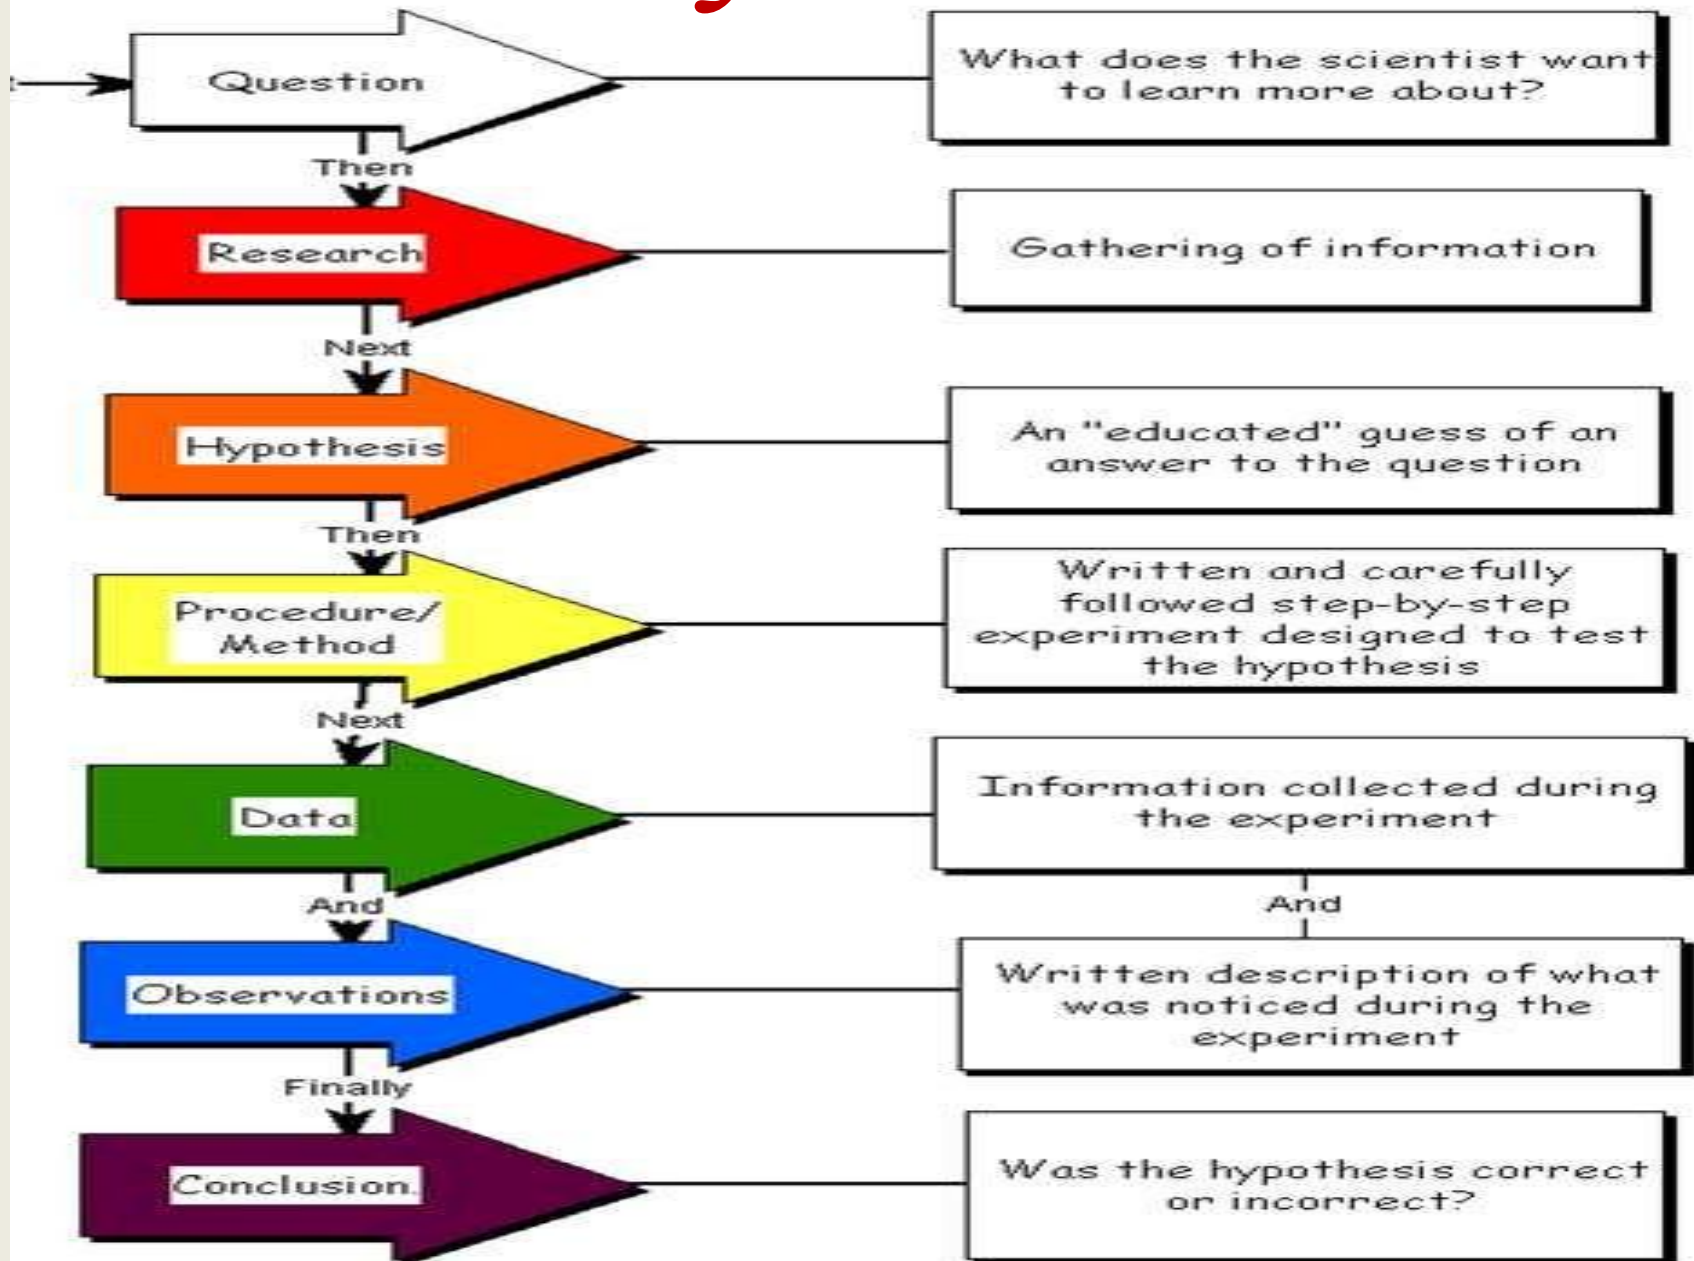 Question
What does the scientist want
to learn more about?
Then
Research
Gathering of information
Next
Hypothesis
An "educated" guess of an
answer to the question
Then
Procedure/
Method
Written and carefully
followed step-by-step
experiment designed to test
the hypothesis
Next
Data
Information collected during
the experiment
And
And
Observations
Written description of what
was noticed during the
experiment
Finally
Conclusion.
Was the hypothesis correct
or incorrect?